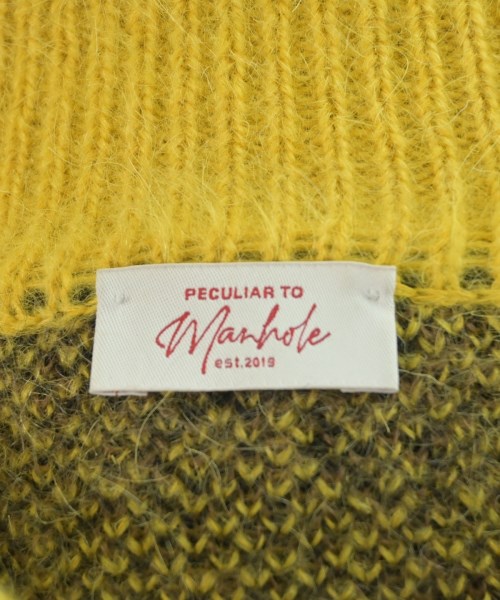 PECULIAR TO
Manhole
est.2019